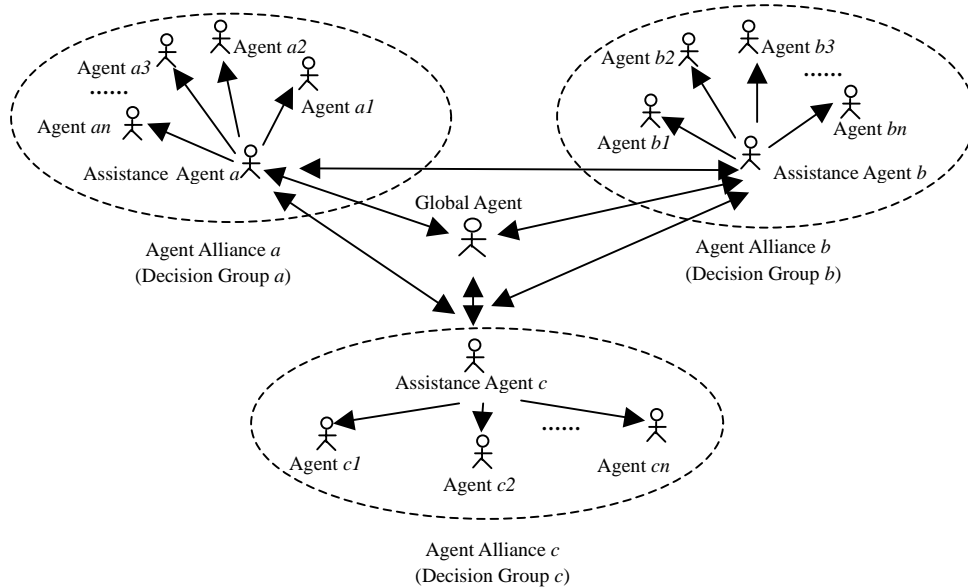 Agent a2
Agent a3
......
Agent a1
Agent an
Assistance Agent a
Agent b3
Agent b2
......
Agent b1
Agent bn
Assistance Agent b
Global Agent
Agent Alliance a
(Decision Group a)
Agent Alliance b
(Decision Group b)
Assistance Agent c
......
Agent c1
Agent c2
Agent cn
Agent Alliance c
(Decision Group c)